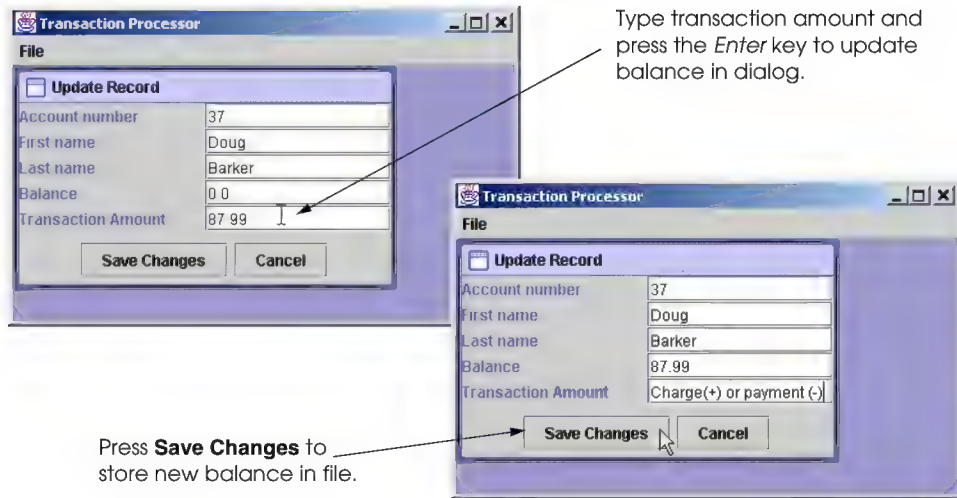 Transaction Processor
File
Update Record
Account number 37
First name Doug
Last name Barker
Balance 0 0
Transaction Amount 87 99
Save Changes Cancel
Type transaction amount and
press the Enter key to update
balance in dialog.
Transaction Processor
File
Update Record
Account number 37
First name Doug
Last name Barker
Balance 87.99
Transaction Amount Charge(+) or payment (-)
Save Changes Cancel
Press Save Changes to
store new balance in file.